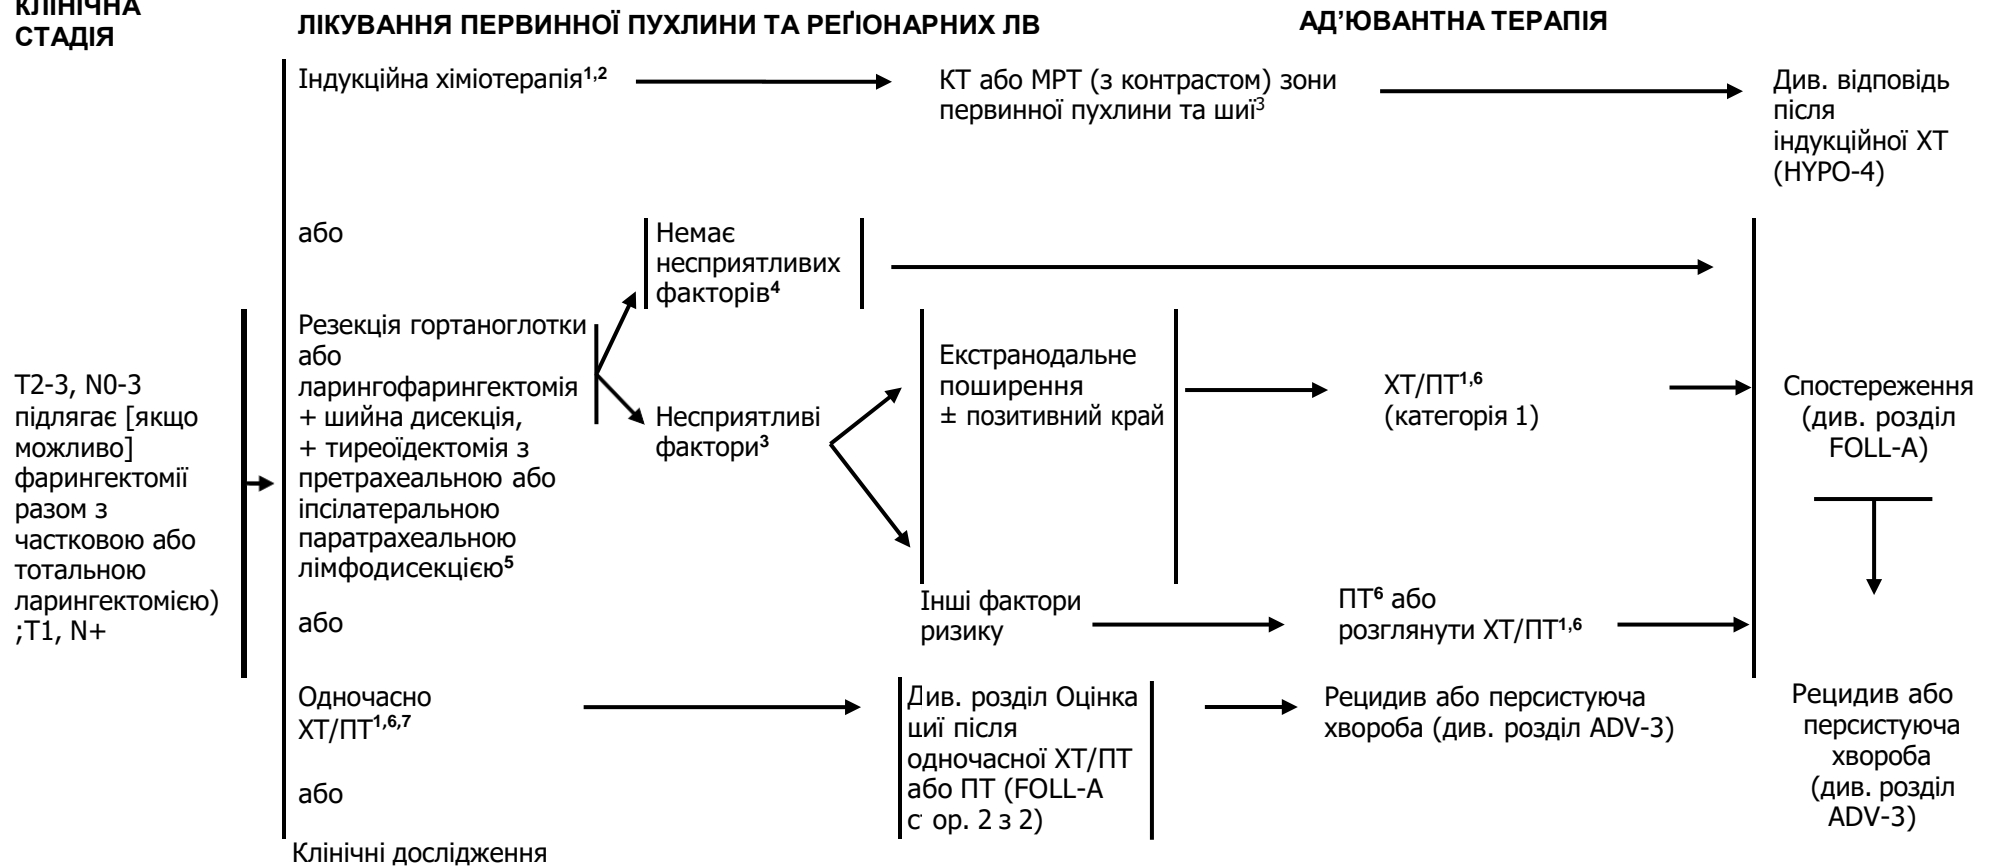 КЛІНІЧНА
СТАДІЯ
ЛІКУВАННЯ ПЕРВИННОЇ ПУХЛИНИ ТА РЕҐІОНАРНИХ ЛВ
АД’ЮВАНТНА ТЕРАПІЯ
Індукційна хіміотерапія1,2
КТ або МРТ (з контрастом) зони
первинної пухлини та шиї3
Див. відповідь
після
індукційної ХТ
(HYPO-4)
або
Немає
несприятливих
факторів4
Резекція гортаноглотки
або
ларингофарингектомія
+ шийна дисекція,
+ тиреоїдектомія з
претрахеальною або
іпсілатеральною
паратрахеальною
лімфодисекцією5
T2-3, N0-3
підлягає [якщо
можливо]
фарингектомії
разом з
частковою або
тотальною
ларингектомією)
;T1, N+
Несприятливі
фактори3
Екстранодальне
поширення
± позитивний край
ХТ/ПТ1,6
(категорія 1)
Спостереження
(див. розділ
FOLL-A)
або
Інші фактори
ризику
ПТ6 або
розглянути ХТ/ПТ1,6
Одночасно
ХТ/ПТ1,6,7
Див. розділ Оцінка
шиї після
одночасної ХТ/ПТ
або ПТ (FOLL-A
стор. 2 з 2)
Рецидив або персистуюча
хвороба (див. розділ ADV-3)
Рецидив або
персистуюча
хвороба
(див. розділ
ADV-3)
або
Клінічні дослідження